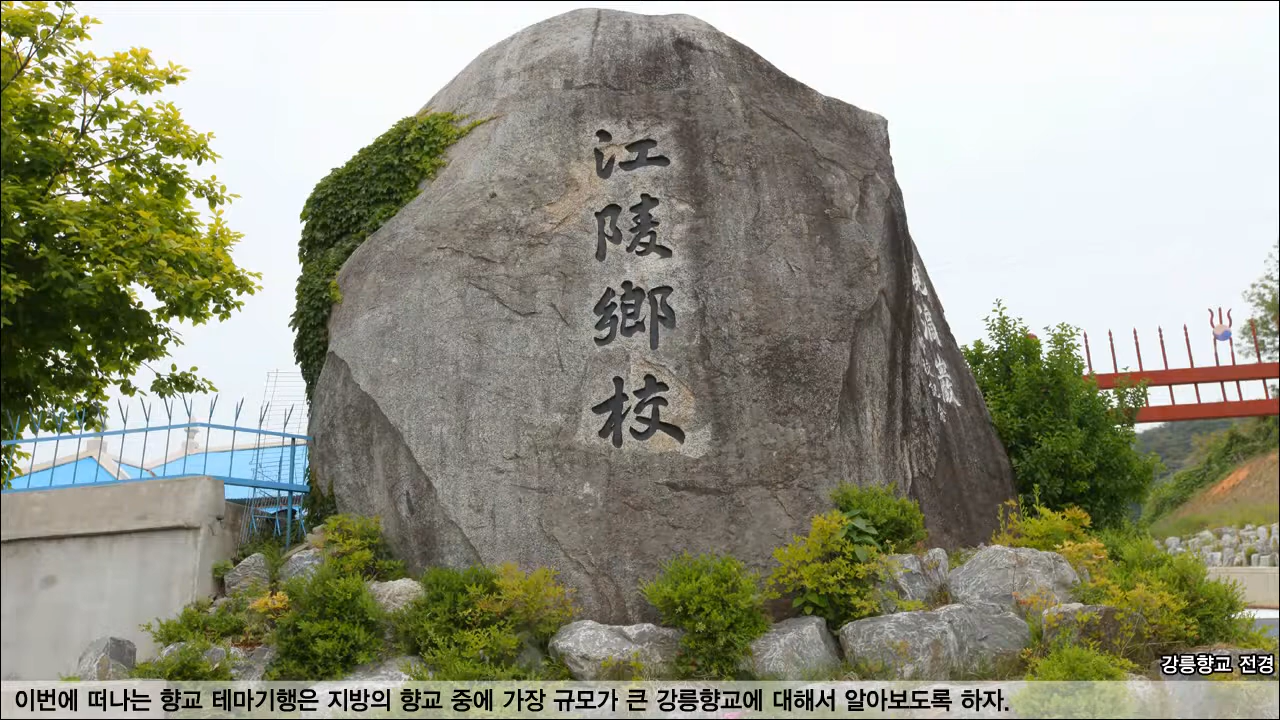 江陵鄉校
강릉향교 전경
이번에 떠나는 향교 테마기행은 지방의 향교 중에 가장 규모가 큰 강릉향교에 대해서 알아보도록 하자.